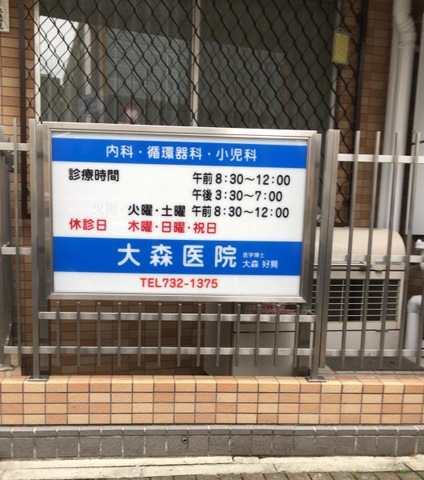 内科・循環器科・小児科
診療時間 午前8:30~12:00
午後3:30~7:00
火曜・土曜 午前8:30~12:00
休診日 木曜・日曜・祝日
大森医院 医学博士 大森 好晃
TEL732-1375